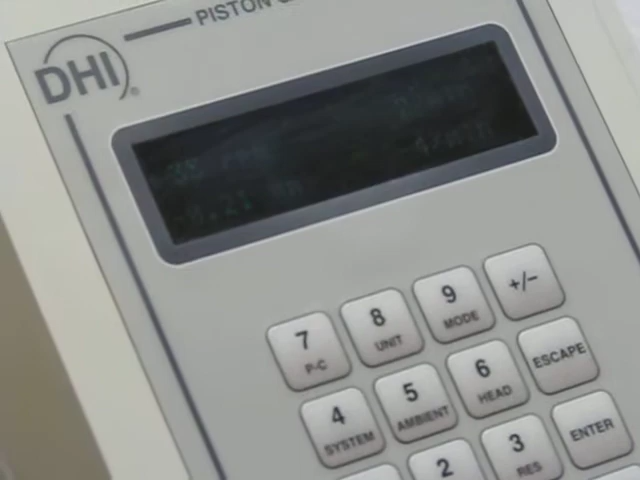 DHI®
PISTON
7 8 9 +/-
P-C UNIT MODE
4 5 6 ESCAPE
SYSTEM AMBIENT HEAD
2 3 ENTER
RES